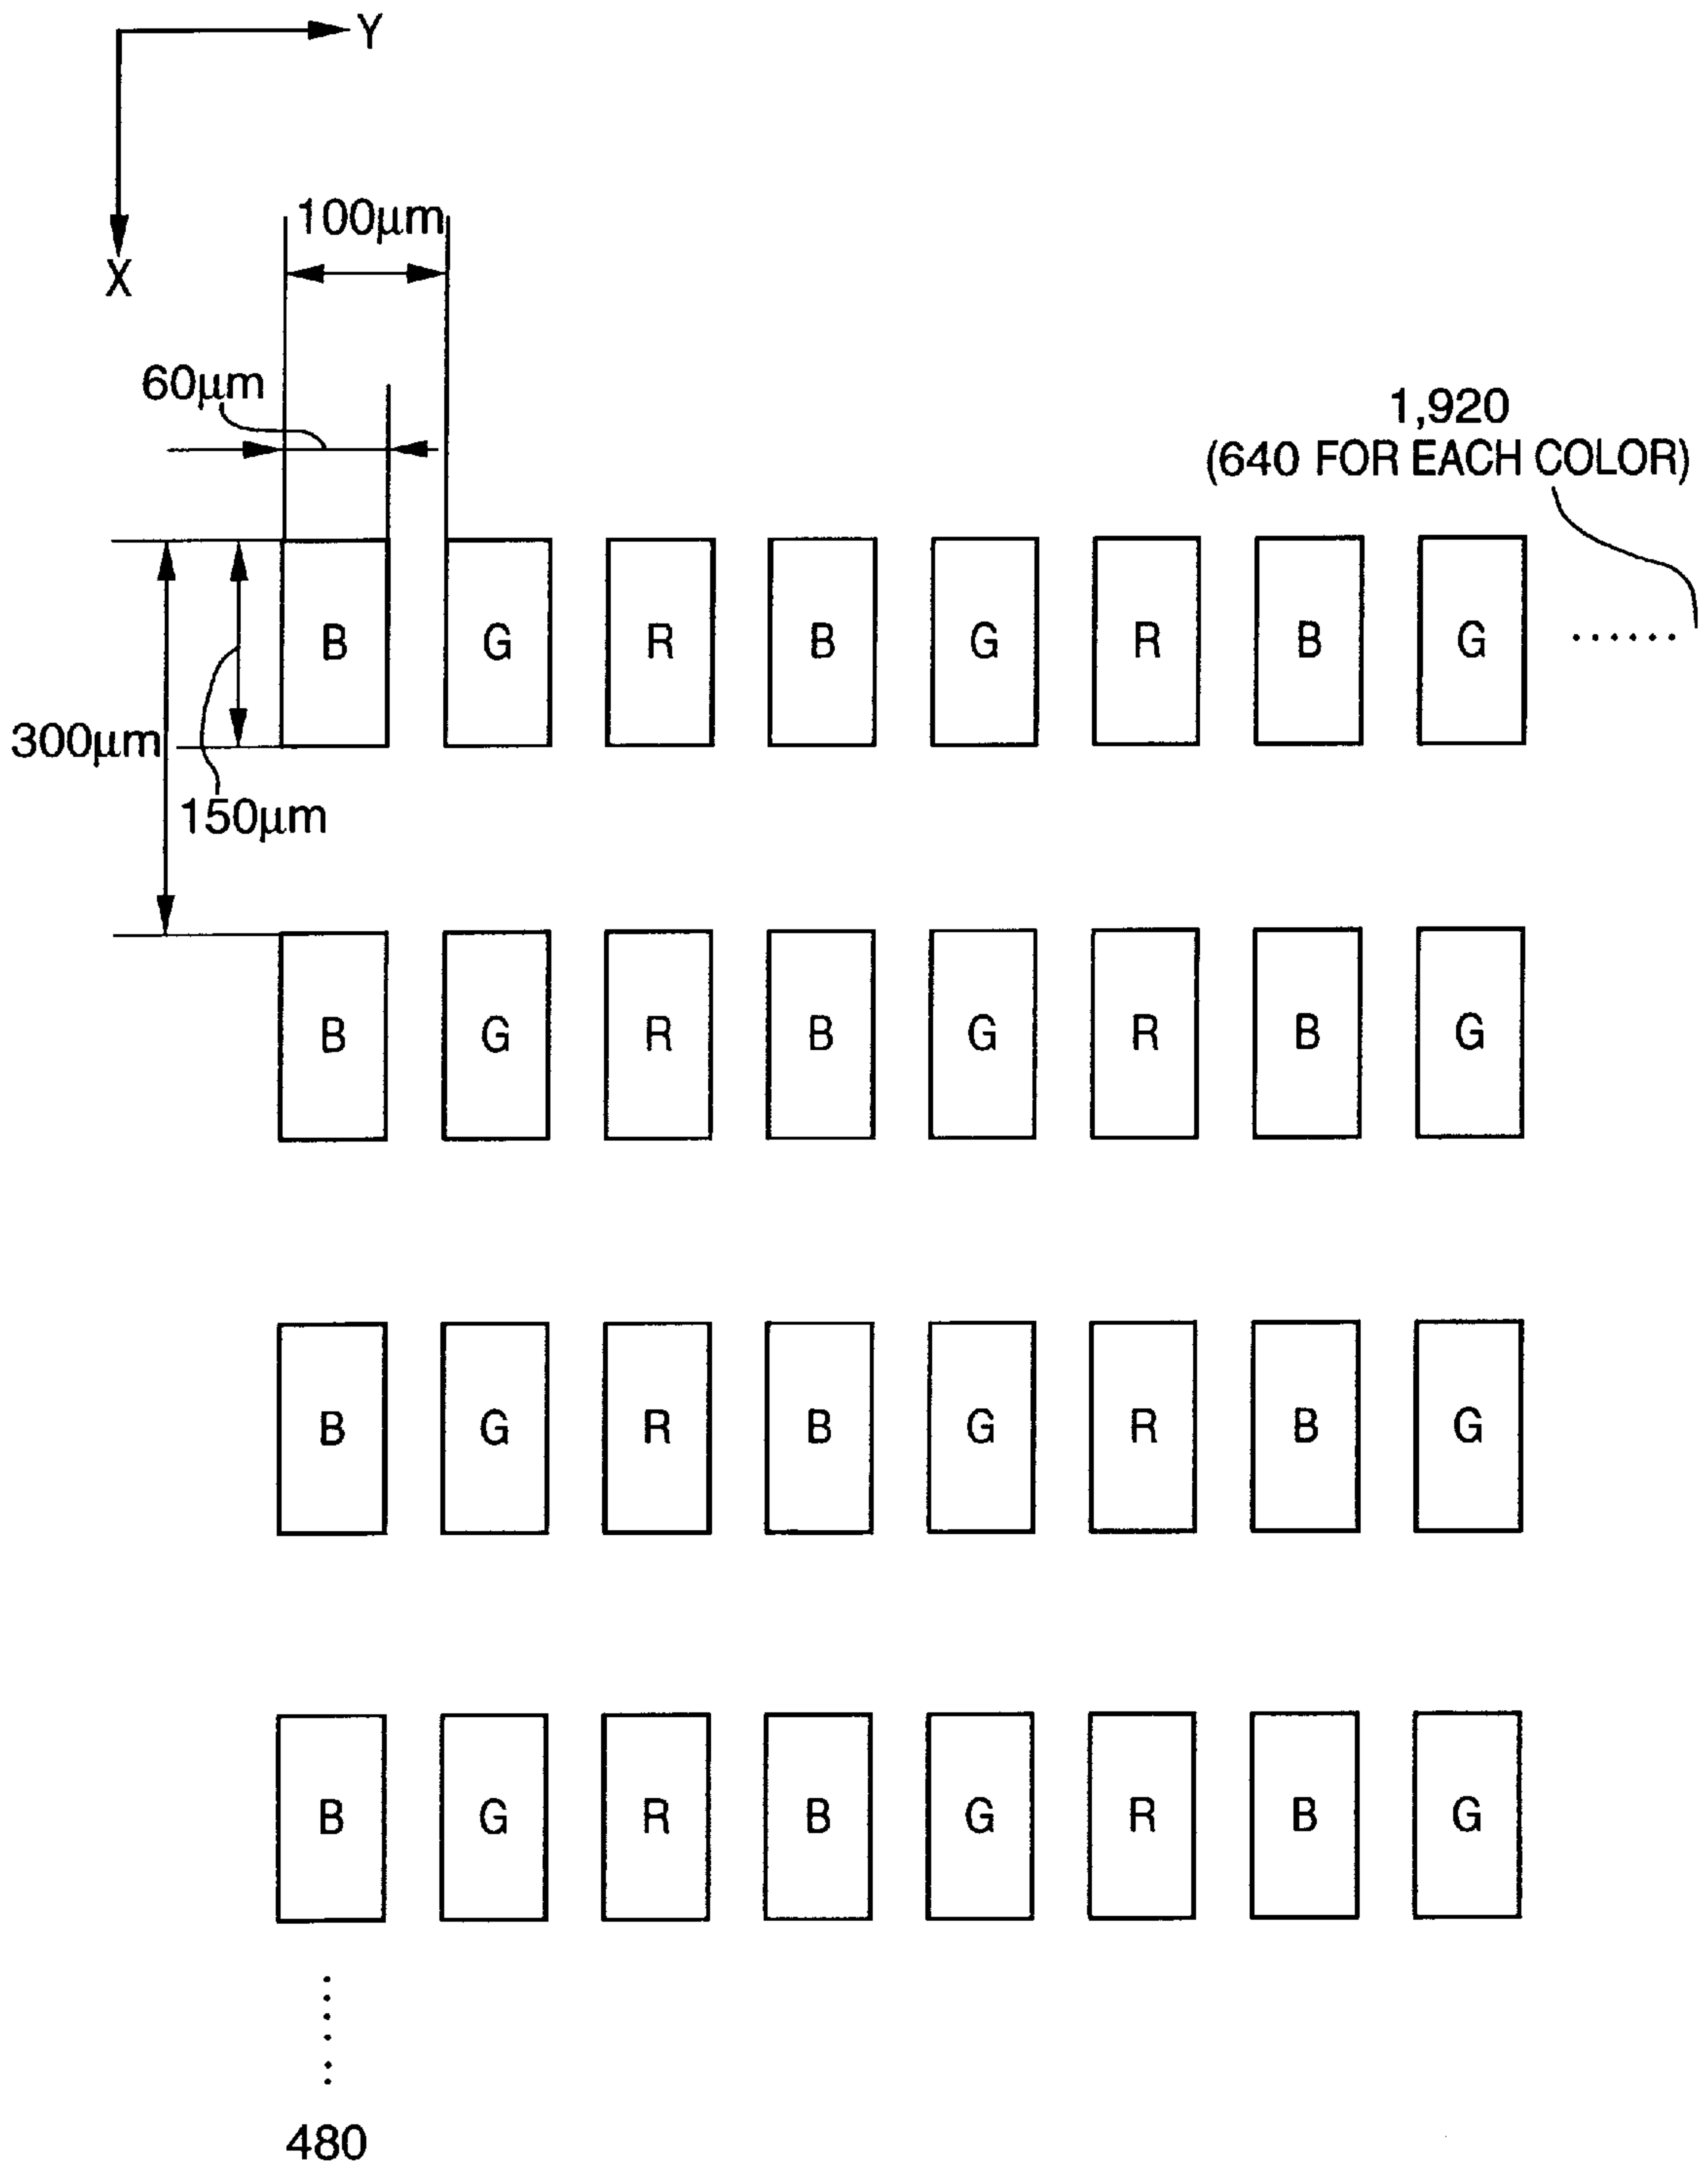 Y
X
100μm
60μm
1,920
(640 FOR EACH COLOR)
B G R B G R B G
300μm
150μm
B G R B G R B G
B G R B G R B G
B G R B G R B G
480